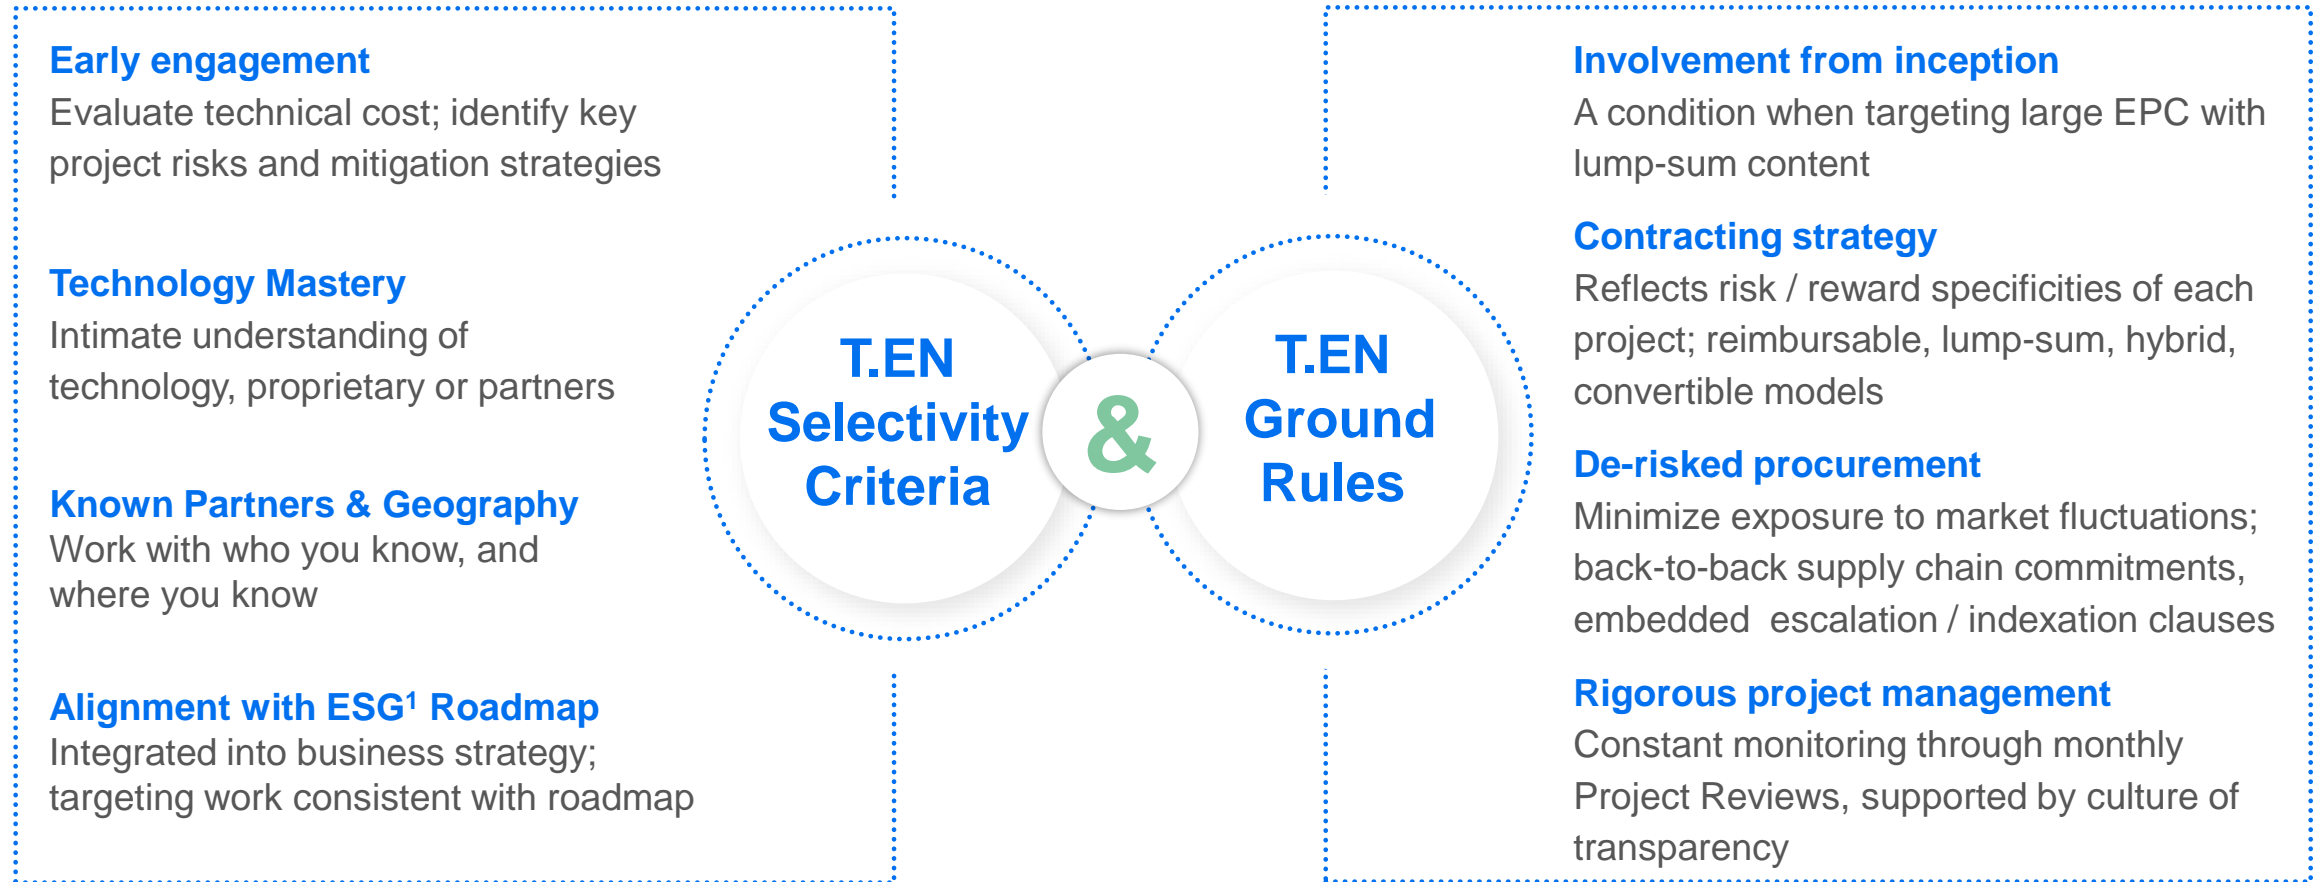 Early engagement
Evaluate technical cost; identify key
project risks and mitigation strategies
Technology Mastery
Intimate understanding of
technology, proprietary or partners
Known Partners & Geography
Work with who you know, and
where you know
Alignment with ESG¹ Roadmap
Integrated into business strategy;
targeting work consistent with roadmap
T.EN
Selectivity
Criteria
&
T.EN
Ground
Rules
Involvement from inception
A condition when targeting large EPC with
lump-sum content
Contracting strategy
Reflects risk / reward specificities of each
project; reimbursable, lump-sum, hybrid,
convertible models
De-risked procurement
Minimize exposure to market fluctuations;
back-to-back supply chain commitments,
embedded  escalation / indexation clauses
Rigorous project management
Constant monitoring through monthly
Project Reviews, supported by culture of
transparency